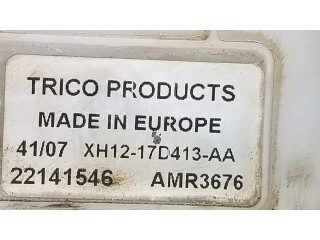 TRICO PRODUCTS
MADE IN EUROPE
41/07 XH12-17D413-AA
22141546 AMR3676